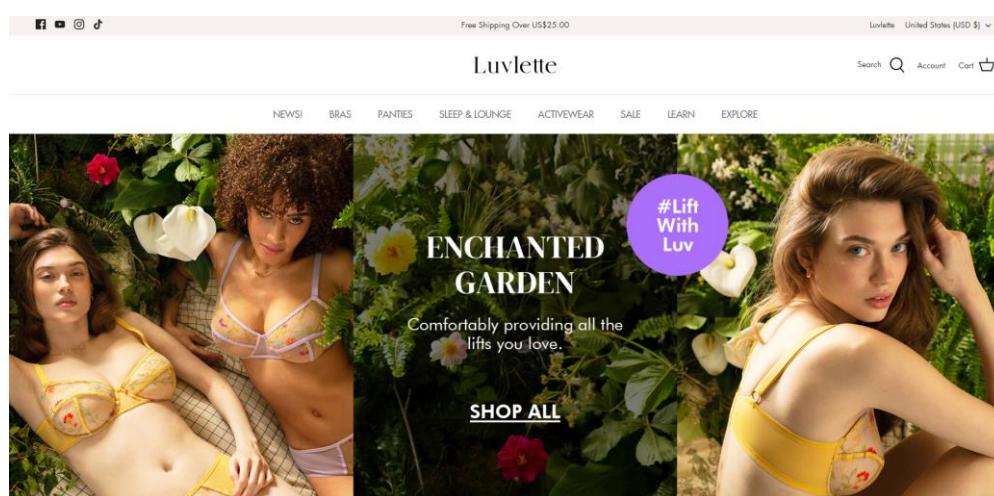 Free Shipping Over US$25.00
Luvlette United States (USD $)
Luvlette
Search Account Cart
NEWS! BRAS PANTIES SLEEP & LOUNGE ACTIVEWEAR SALE LEARN EXPLORE
#Lift
With
Luv
ENCHANTED
GARDEN
Comfortably providing all the
lifts you love.
SHOP ALL